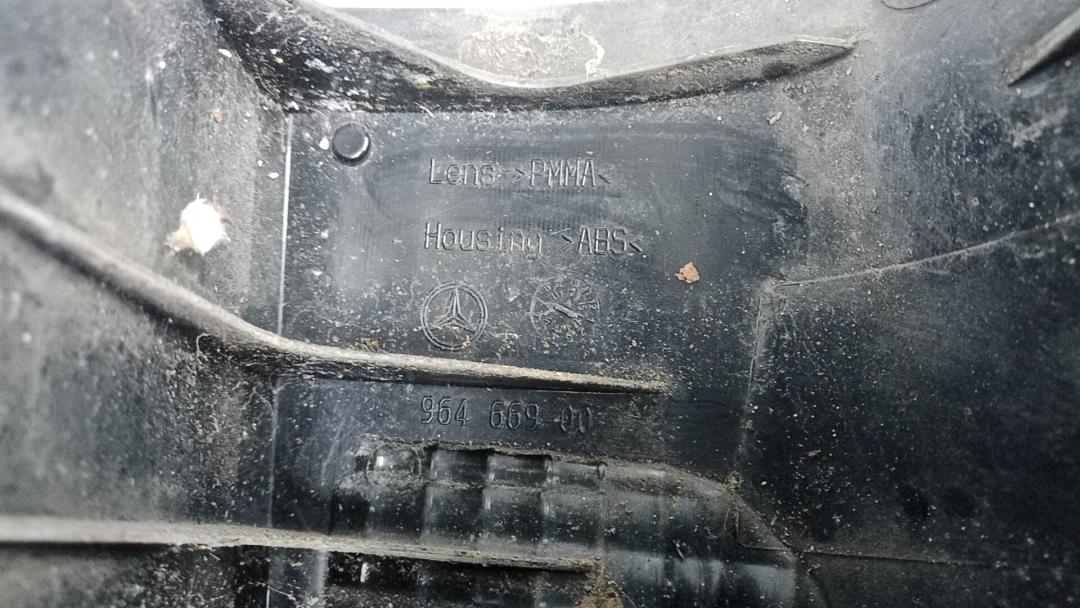 Lens >PMMA<
Housing >ABS<
964 669-00